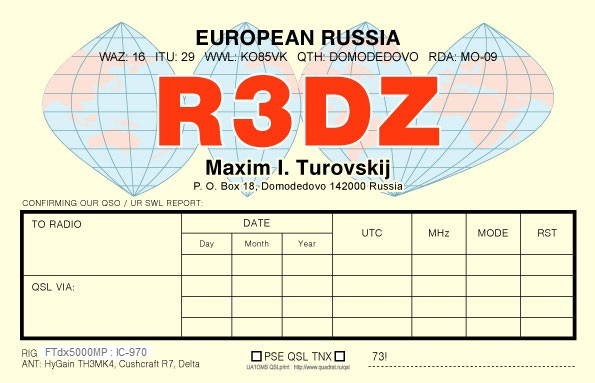 EUROPEAN RUSSIA
WAZ: 16 ITU: 29 WWL: KO85VK QTH: DOMODEDOVO RDA: MO-09
R3DZ
Maxim I. Turovskij
P. O. Box 18, Domodedovo 142000 Russia
CONFIRMING OUR QSO / UR SWL REPORT:
TO RADIO DATE UTC MHz MODE RST
Day Month Year
QSL VIA:
RIG FTdx5000MP : IC-970
ANT: HyGain TH3MK4, Cushcraft R7, Delta
PSE QSL TNX 73!
UA1OMS QSLprint http://www.quadrat.ru/qsl